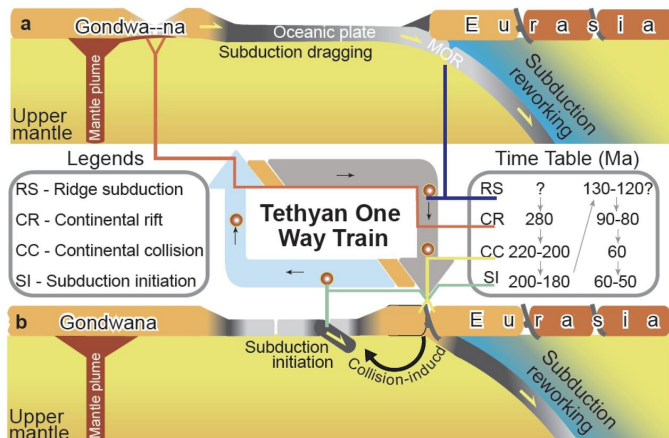 a
Gondwa--na
Oceanic plate
Eurasia
Subduction dragging
MOR
Mantle plume
Upper
mantle
Subduction
reworking
Legends
RS - Ridge subduction
CR - Continental rift
CC - Continental collision
SI - Subduction initiation
Tethyan One
Way Train
Time Table (Ma)
RS ? 130-120?
CR 280 90-80
CC 220-200 60
SI 200-180 60-50
b
Gondwana
Eurasia
Subduction
initiation
Collision-inducd
Mantle plume
Upper
mantle
Subduction
reworking